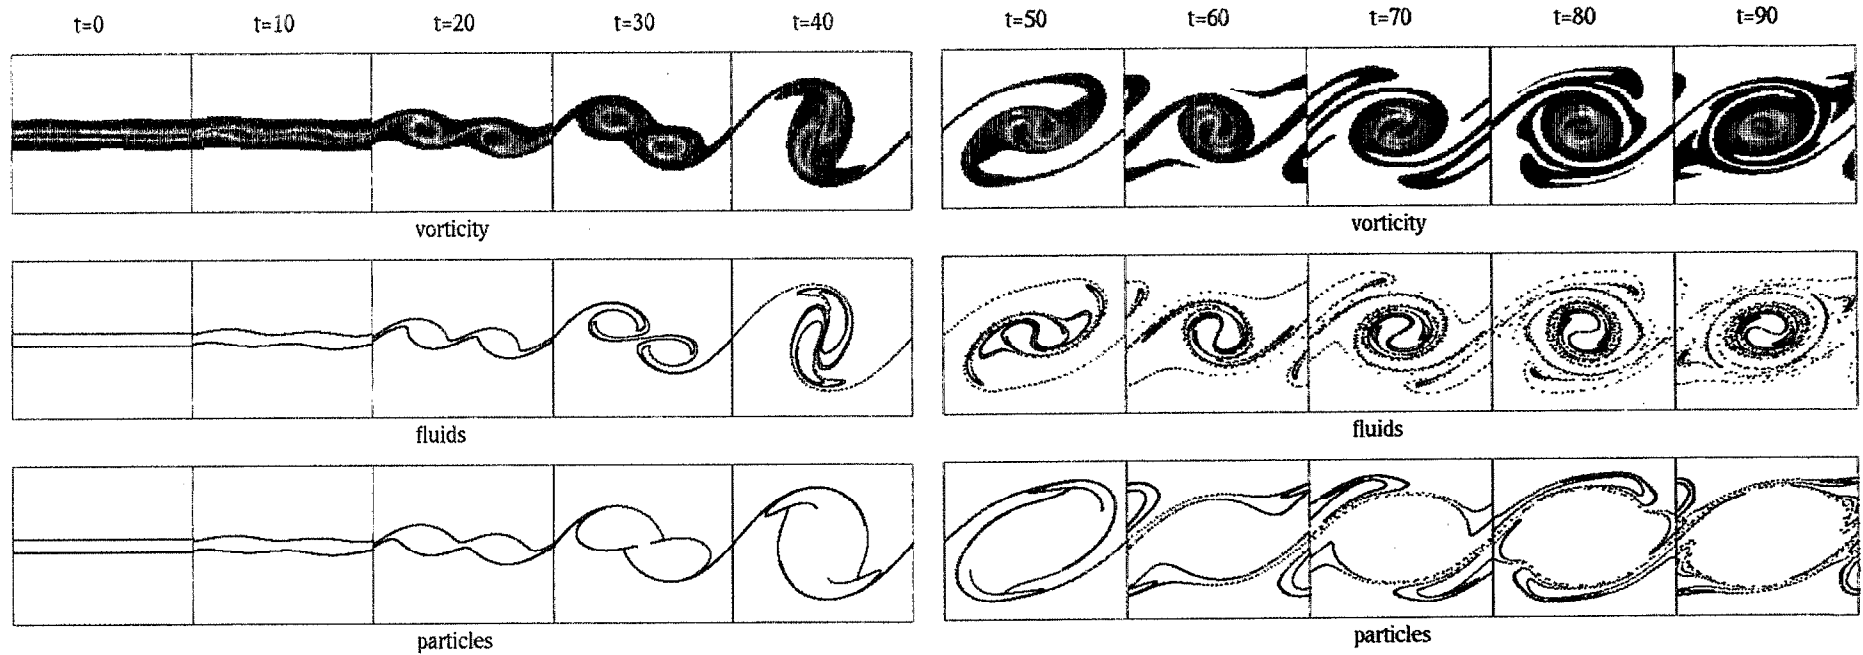 t=0 t=10 t=20 t=30 t=40 t=50 t=60 t=70 t=80 t=90
vorticity vorticity
fluids fluids
particles particles